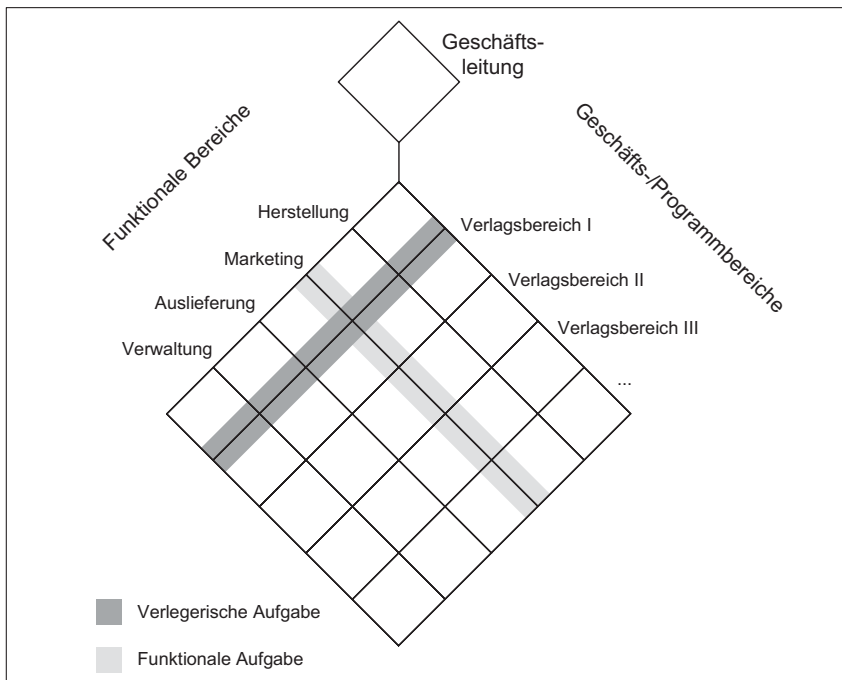 Geschäfts-
leitung
Funktionale Bereiche
Geschäfts-/Programmbereiche
Herstellung
Marketing
Auslieferung
Verwaltung
Verlagsbereich I
Verlagsbereich II
Verlagsbereich III
...
Verlegerische Aufgabe
Funktionale Aufgabe